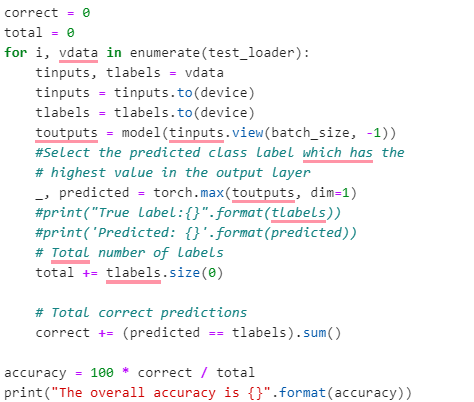 correct = 0
total = 0
for i, vdata in enumerate(test_loader):
    tinputs, tlabels = vdata
    tinputs = tinputs.to(device)
    tlabels = tlabels.to(device)
    toutputs = model(tinputs.view(batch_size, -1))
    #Select the predicted class label which has the
    # highest value in the output layer
    _, predicted = torch.max(toutputs, dim=1)
    #print("True label:{}".format(tlabels))
    #print('Predicted: {}'.format(predicted))
    # Total number of labels
    total += tlabels.size(0)

    # Total correct predictions
    correct += (predicted == tlabels).sum()

accuracy = 100 * correct / total
print("The overall accuracy is {}".format(accuracy))